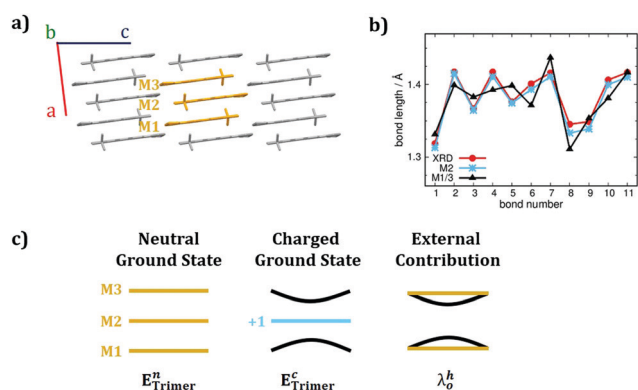 a)
b
c
a
M3
M2
M1
b)
bond length / Å
1.4
1.3
XRD
M2
M1/3
1 2 3 4 5 6 7 8 9 10 11
bond number
c)
Neutral
Ground State
Charged
Ground State
External
Contribution
M3
M2
+1
M1
E^n_Trimer
E^c_Trimer
λ^h_o